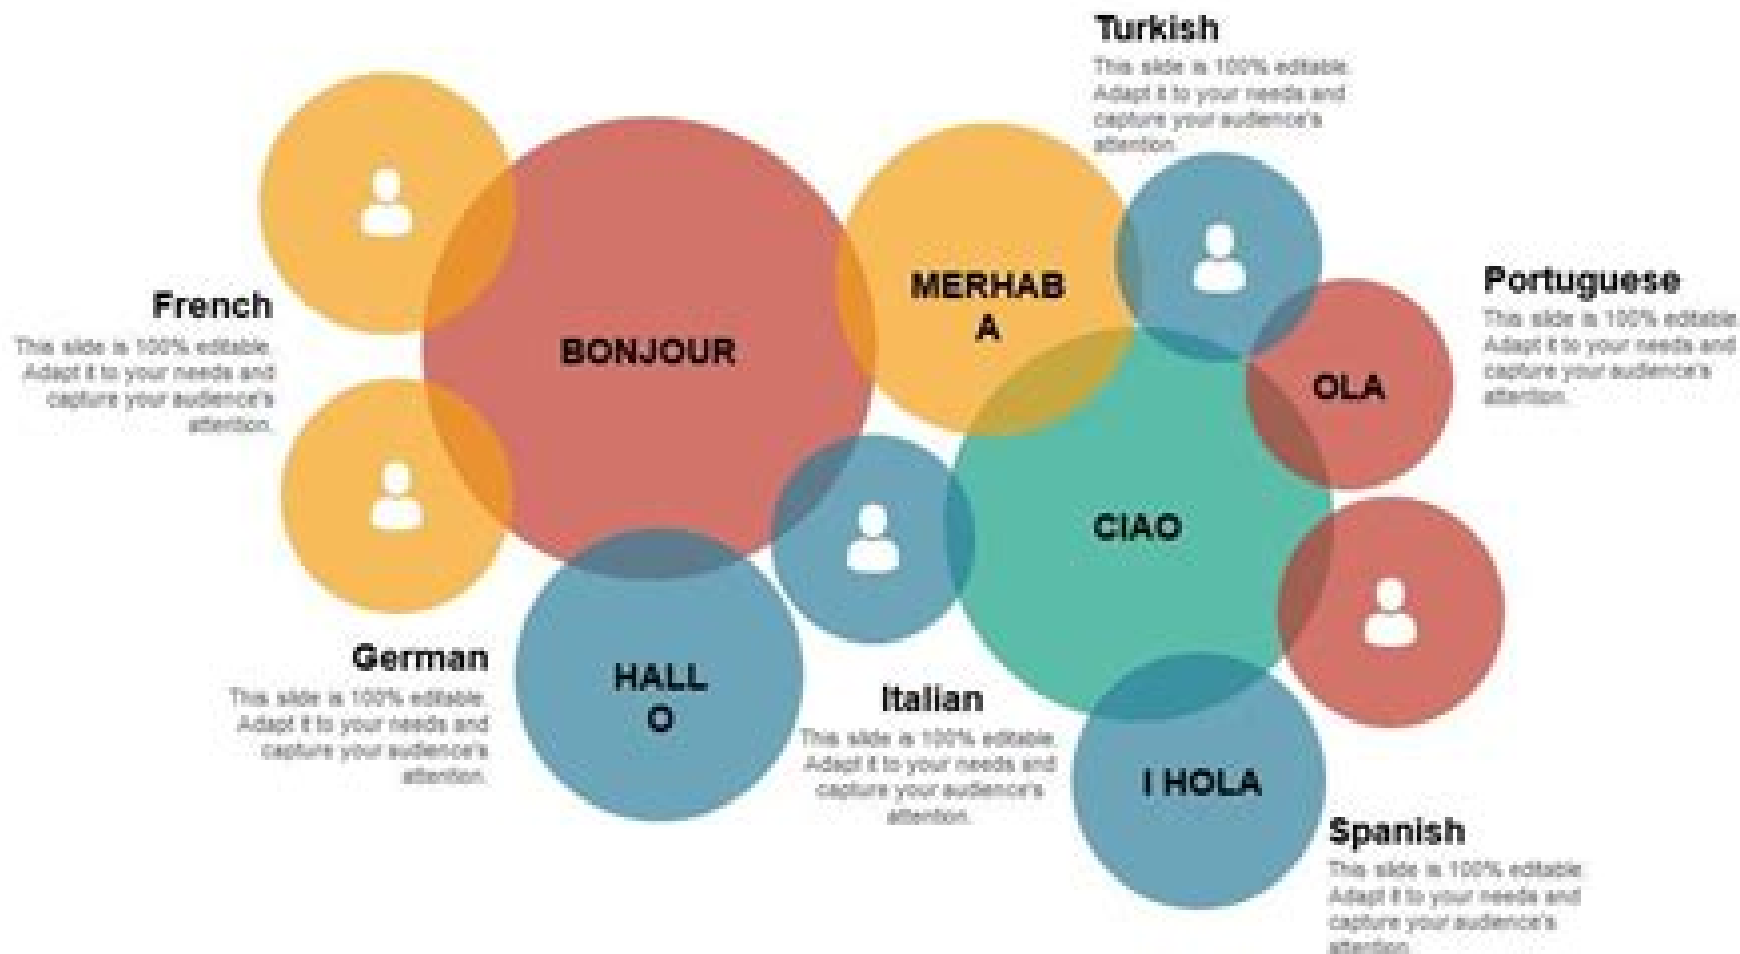 Turkish
This slide is 100% editable.
Adapt it to your needs and
capture your audience's
attention.
French
This slide is 100% editable.
Adapt it to your needs and
capture your audience's
attention.
BONJOUR
MERHAB
A
Portuguese
This slide is 100% editable.
Adapt it to your needs and
capture your audience's
attention.
OLA
CIAO
German
This slide is 100% editable.
Adapt it to your needs and
capture your audience's
attention.
HALL
O
Italian
This slide is 100% editable.
Adapt it to your needs and
capture your audience's
attention.
I HOLA
Spanish
This slide is 100% editable.
Adapt it to your needs and
capture your audience's
attention.